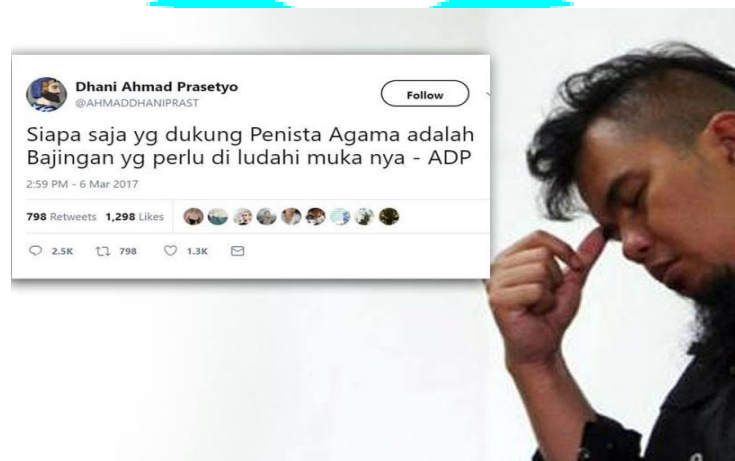 Dhani Ahmad Prasetyo
@AHMADDHANIPRAST
Follow
Siapa saja yg dukung Penista Agama adalah
Bajingan yg perlu di ludahi muka nya - ADP
2:59 PM - 6 Mar 2017
798 Retweets 1,298 Likes
2.5K 798 1.3K